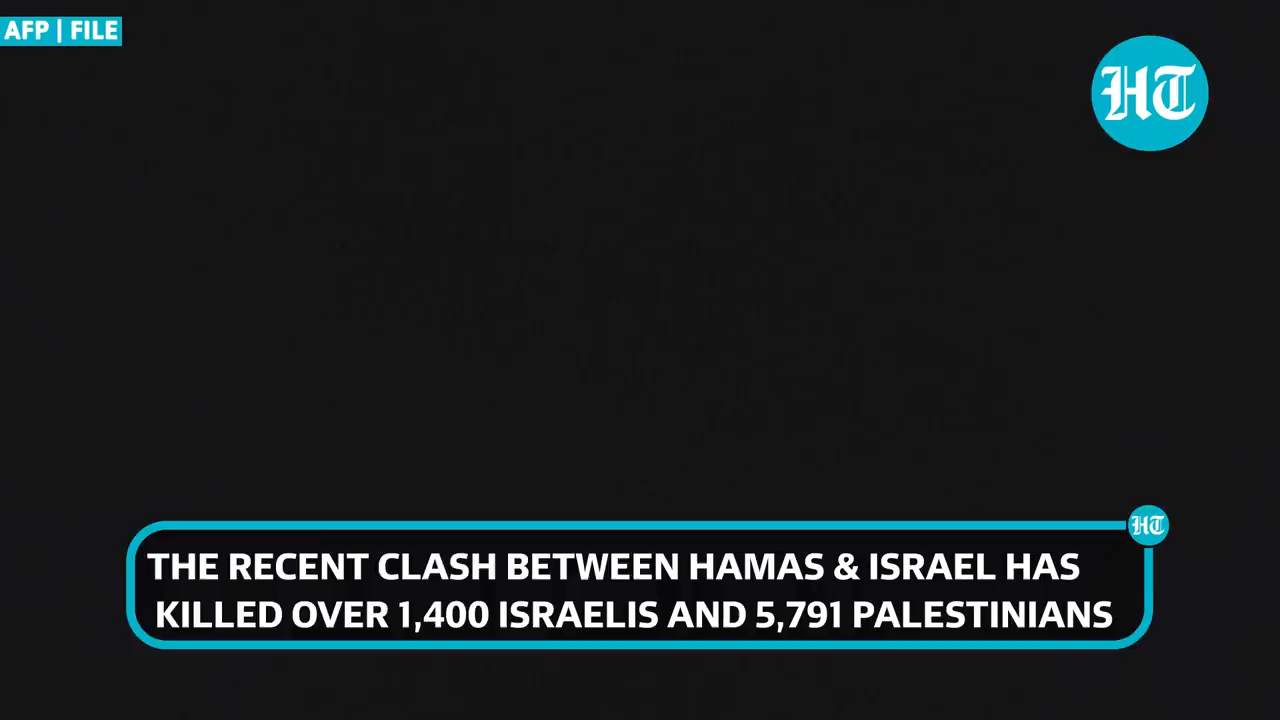 AFP | FILE
HT
HT
THE RECENT CLASH BETWEEN HAMAS & ISRAEL HAS
KILLED OVER 1,400 ISRAELIS AND 5,791 PALESTINIANS